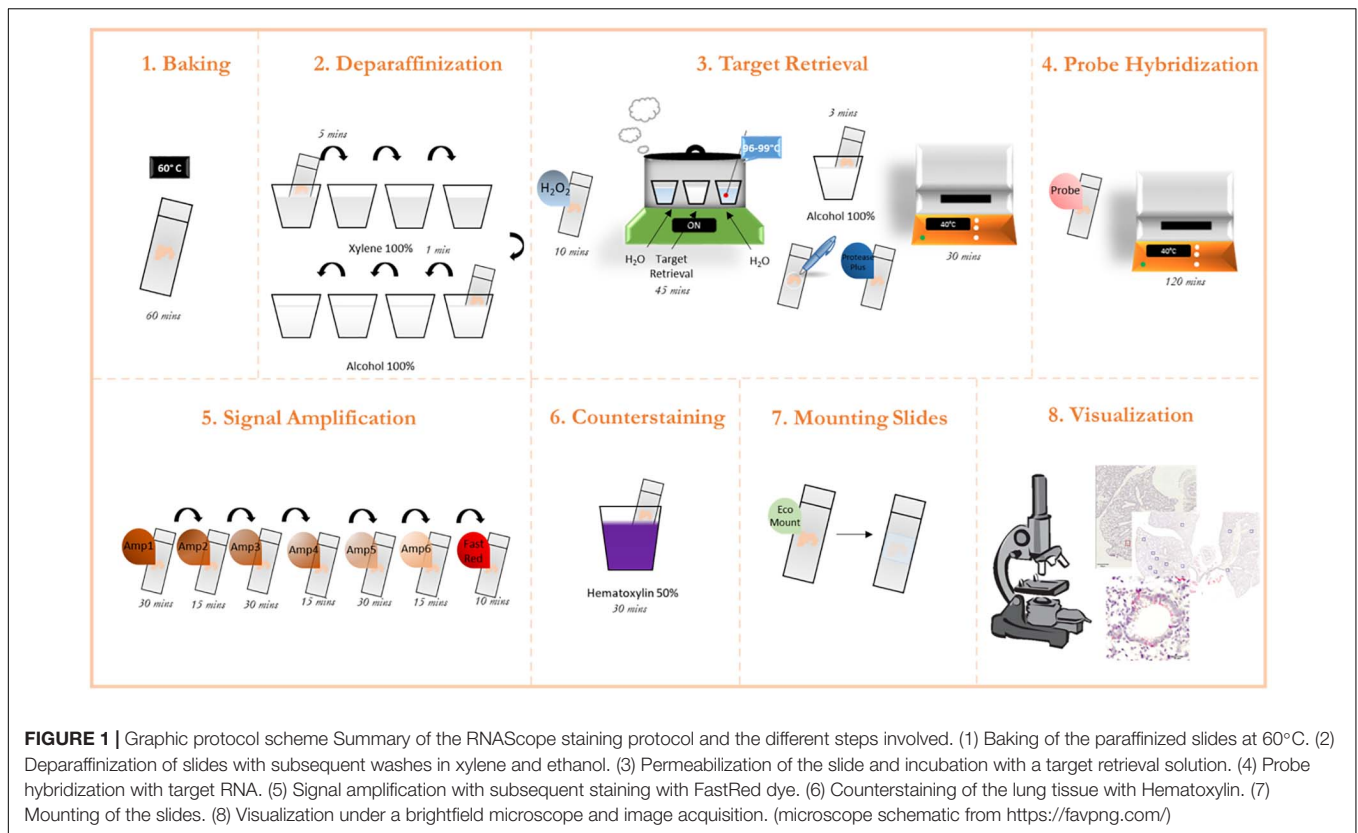 1. Baking
60° C
60 mins
2. Deparaffinization
5 mins
Xylene 100% 1 min
Alcohol 100%
3. Target Retrieval
H₂O₂
10 mins
96-99°C
ON
H₂O Target Retrieval H₂O
45 mins
3 mins
Alcohol 100%
Protease Plus
40°C
30 mins
4. Probe Hybridization
Probe
40°C
120 mins
5. Signal Amplification
Amp1 Amp2 Amp3 Amp4 Amp5 Amp6 Fast Red
30 mins 15 mins 30 mins 15 mins 30 mins 15 mins 10 mins
6. Counterstaining
Hematoxylin 50%
30 mins
7. Mounting Slides
Eco Mount
8. Visualization
FIGURE 1 | Graphic protocol scheme Summary of the RNAScope staining protocol and the different steps involved. (1) Baking of the paraffinized slides at 60°C. (2)
Deparaffinization of slides with subsequent washes in xylene and ethanol. (3) Permeabilization of the slide and incubation with a target retrieval solution. (4) Probe
hybridization with target RNA. (5) Signal amplification with subsequent staining with FastRed dye. (6) Counterstaining of the lung tissue with Hematoxylin. (7)
Mounting of the slides. (8) Visualization under a brightfield microscope and image acquisition. (microscope schematic from https://favpng.com/)